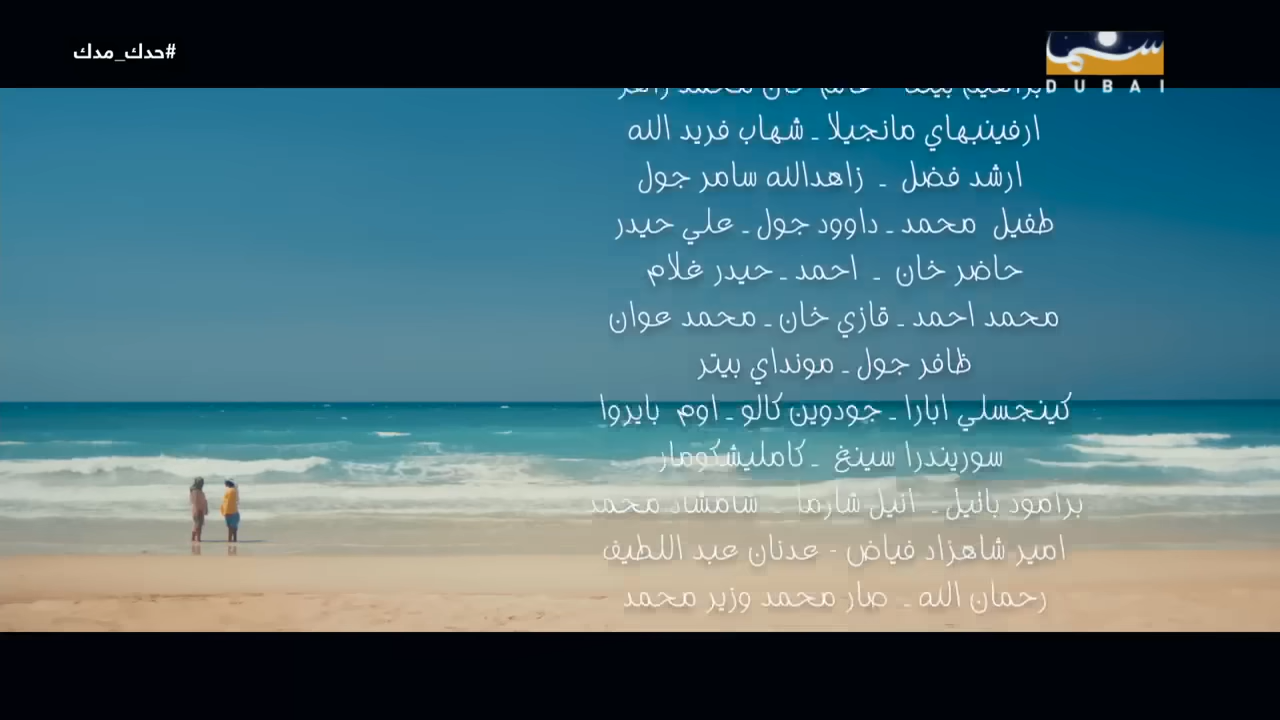 #حدك_مدك
سما
DUBAI
ارفينبهاي مانجيلا - شهاب فريد الله
ارشد فضل - زاهدالله سامر جول
طفيل محمد - داوود جول - علي حيدر
حاضر خان - احمد - حيدر غلام
محمد احمد - قازي خان - محمد عوان
ظافر جول - مونداي بيتر
كينجسلي ابارا - جودوين كالو - اوم بايروا
سوريندرا سينغ - كامليشكومار
برامود باتيل - انيل شارما - شامشاد محمد
امير شاهزاد فياض - عدنان عبد اللطيف
رحمان الله - صار محمد وزير محمد